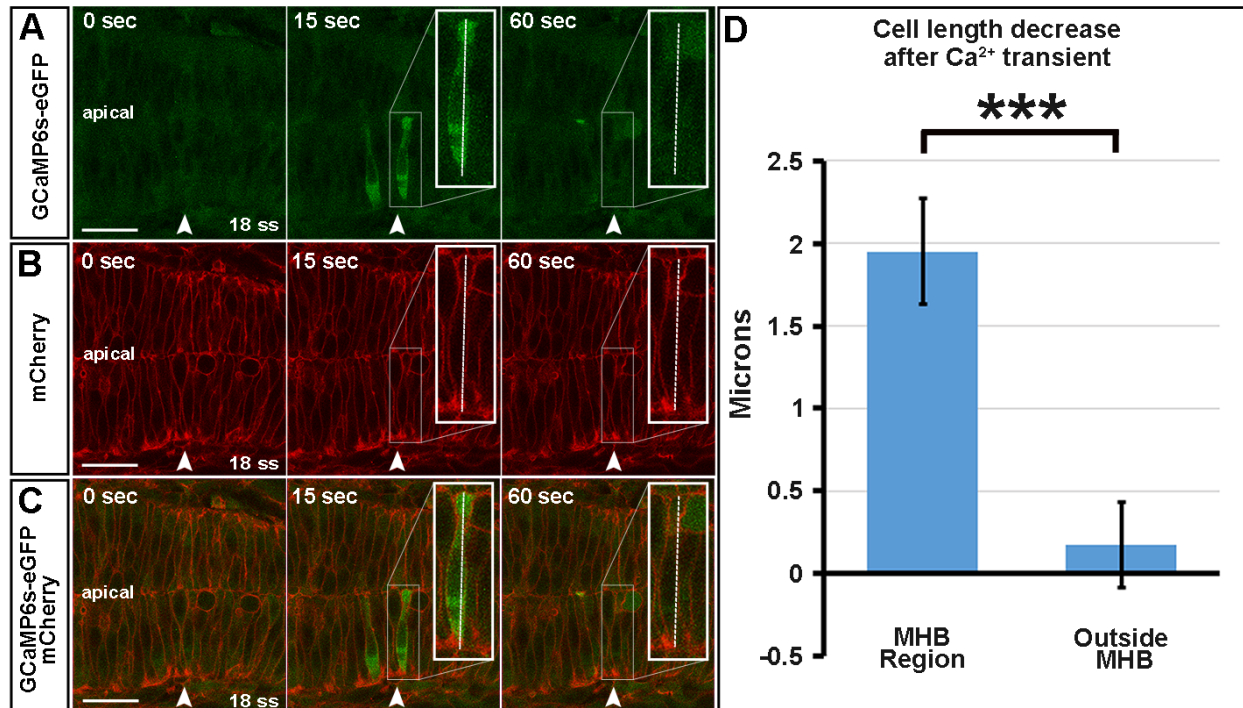 A
GCaMP6s-eGFP
0 sec
15 sec
60 sec
apical
18 ss
B
mCherry
0 sec
15 sec
60 sec
apical
18 ss
C
GCaMP6s-eGFP
mCherry
0 sec
15 sec
60 sec
apical
18 ss
D
Cell length decrease
after Ca²⁺ transient
***
Microns
2.5
2
1.5
1
0.5
0
-0.5
MHB
Region
Outside
MHB